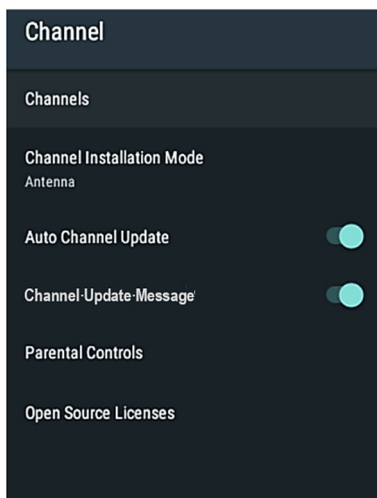 Channel
Channels
Channel Installation Mode
Antenna
Auto Channel Update
Channel·Update·Message'
Parental Controls
Open Source Licenses